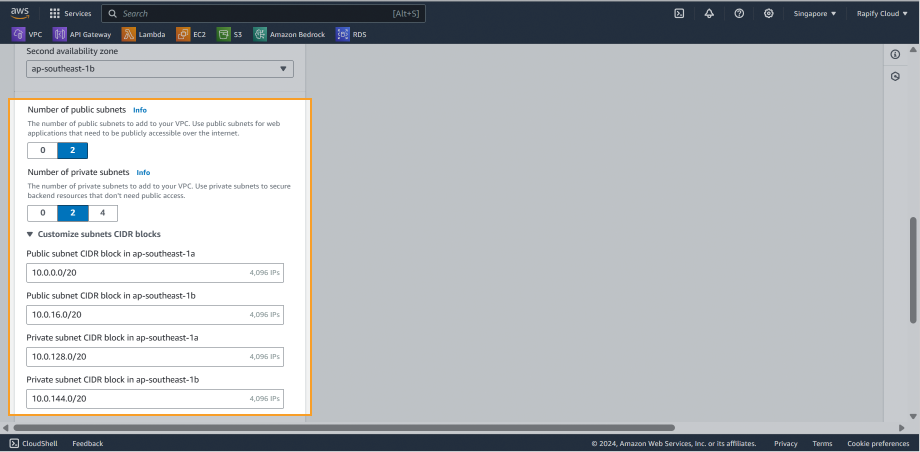 aws
Services
Search
[Alt+S]
Singapore ▼
Rapify Cloud ▼
VPC
API Gateway
Lambda
EC2
S3
Amazon Bedrock
RDS
Second availability zone
ap-southeast-1b
Number of public subnets Info
The number of public subnets to add to your VPC. Use public subnets for web
applications that need to be publicly accessible over the internet.
0 2
Number of private subnets Info
The number of private subnets to add to your VPC. Use private subnets to secure
backend resources that don't need public access.
0 2 4
▼ Customize subnets CIDR blocks
Public subnet CIDR block in ap-southeast-1a
10.0.0.0/20 4,096 IPs
Public subnet CIDR block in ap-southeast-1b
10.0.16.0/20 4,096 IPs
Private subnet CIDR block in ap-southeast-1a
10.0.128.0/20 4,096 IPs
Private subnet CIDR block in ap-southeast-1b
10.0.144.0/20 4,096 IPs
CloudShell
Feedback
© 2024, Amazon Web Services, Inc. or its affiliates.
Privacy
Terms
Cookie preferences